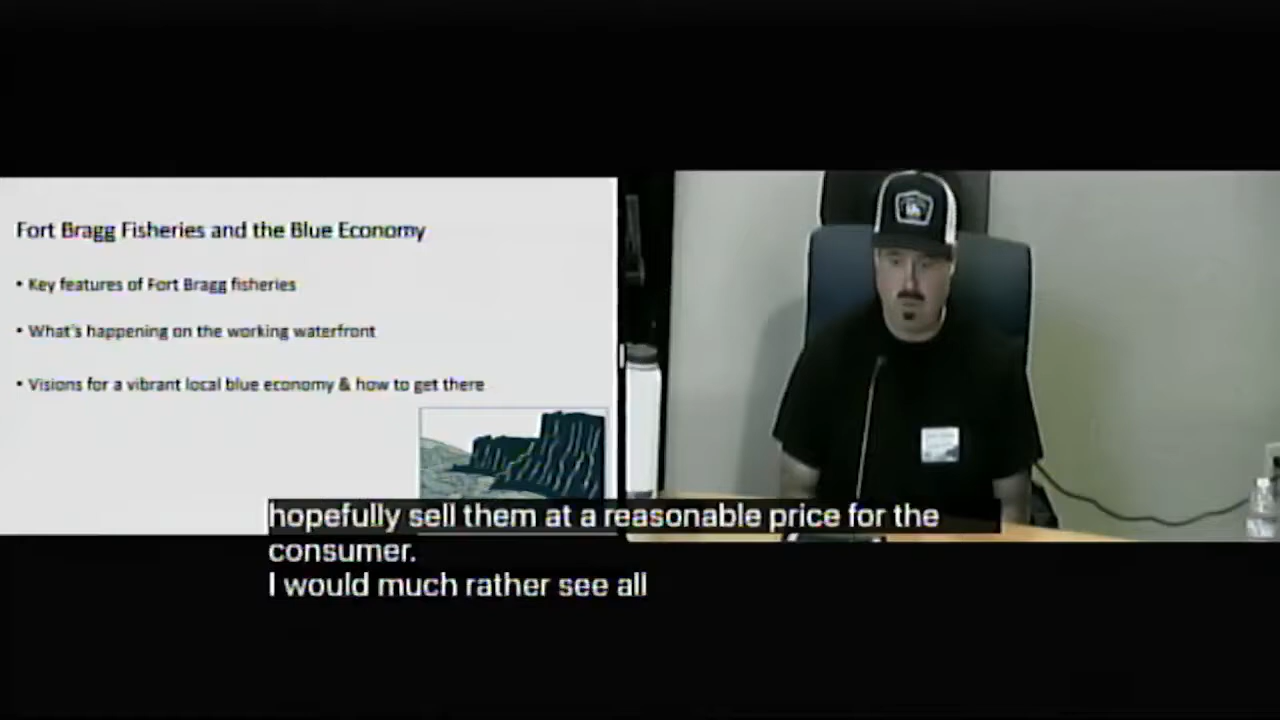 Fort Bragg Fisheries and the Blue Economy
• Key features of Fort Bragg fisheries
• What's happening on the working waterfront
• Visions for a vibrant local blue economy & how to get there
hopefully sell them at a reasonable price for the
consumer.
I would much rather see all